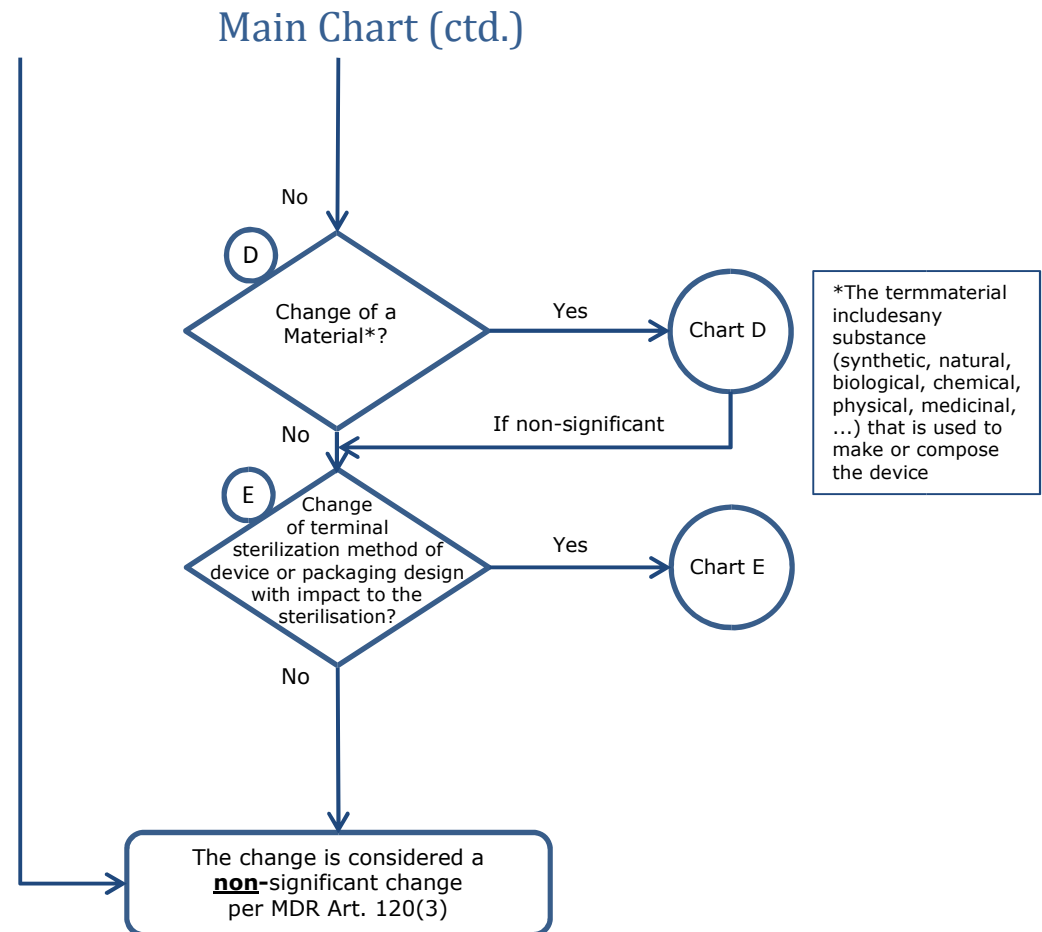 Main Chart (ctd.)
No
D
Change of a
Material*?
Yes
Chart D
*The termmaterial
includesany
substance
(synthetic, natural,
biological, chemical,
physical, medicinal,
...) that is used to
make or compose
the device
If non-significant
No
E
Change
of terminal
sterilization method of
device or packaging design
with impact to the
sterilisation?
Yes
Chart E
No
The change is considered a
non-significant change
per MDR Art. 120(3)